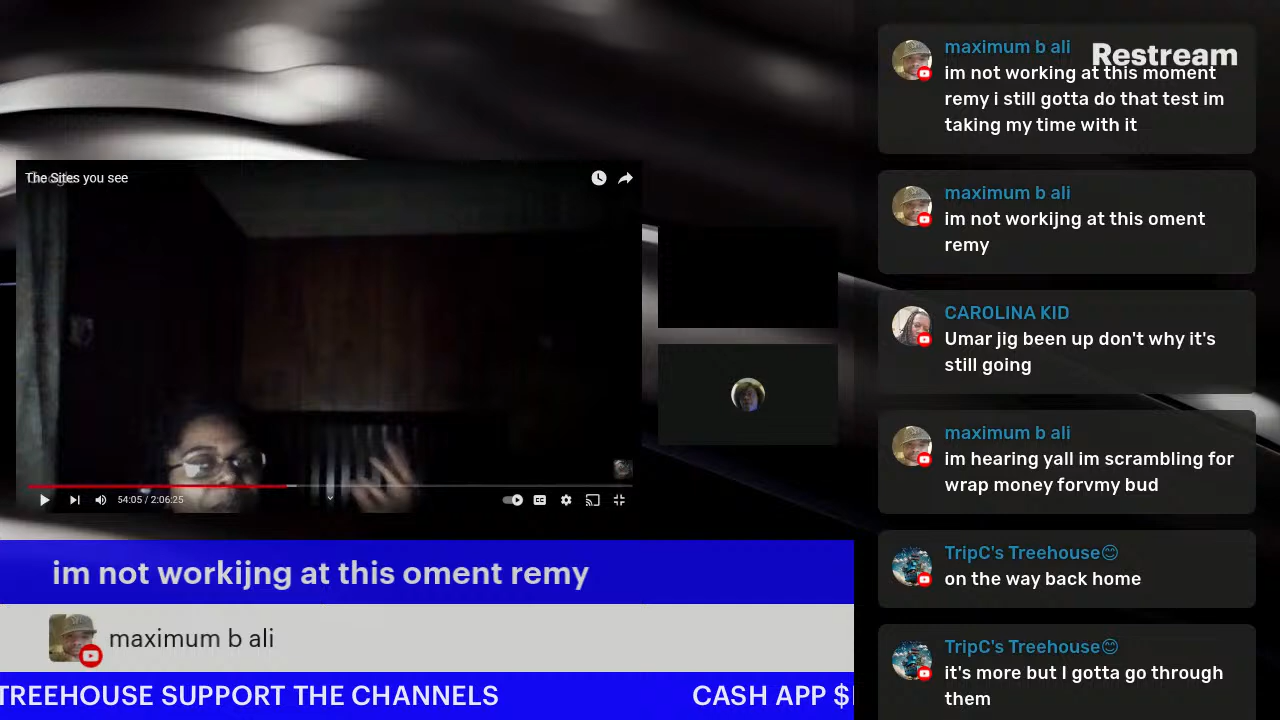 maximum b ali
Restream
im not working at this moment
remy i still gotta do that test im
taking my time with it
maximum b ali
im not workijng at this oment
remy
CAROLINA KID
Umar jig been up don't why it's
still going
maximum b ali
im hearing yall im scrambling for
wrap money forvmy bud
TripC's Treehouse😊
on the way back home
TripC's Treehouse😊
it's more but I gotta go through
them
The Sites you see
54:05 / 2:06:25
im not workijng at this oment remy
maximum b ali
TREEHOUSE SUPPORT THE CHANNELS
CASH APP $